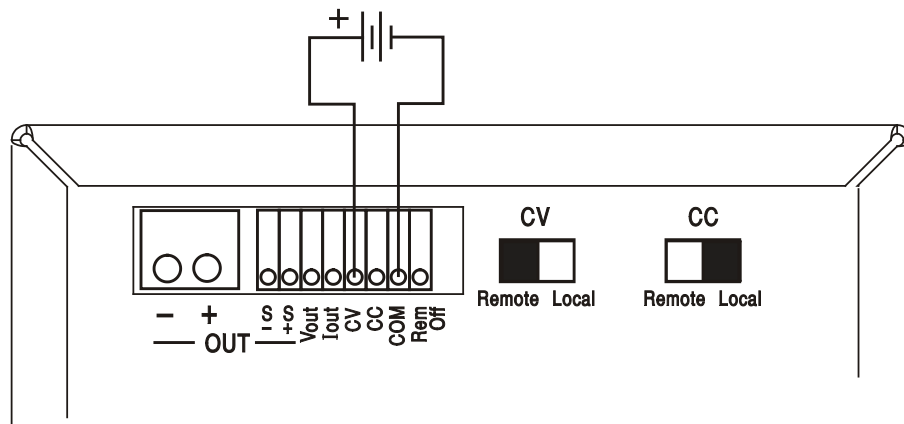 +
CV
CC
Remote Local
Remote Local
- +
OUT
S -
S +
Vout
Iout
CV
CC
COM
Rem Off